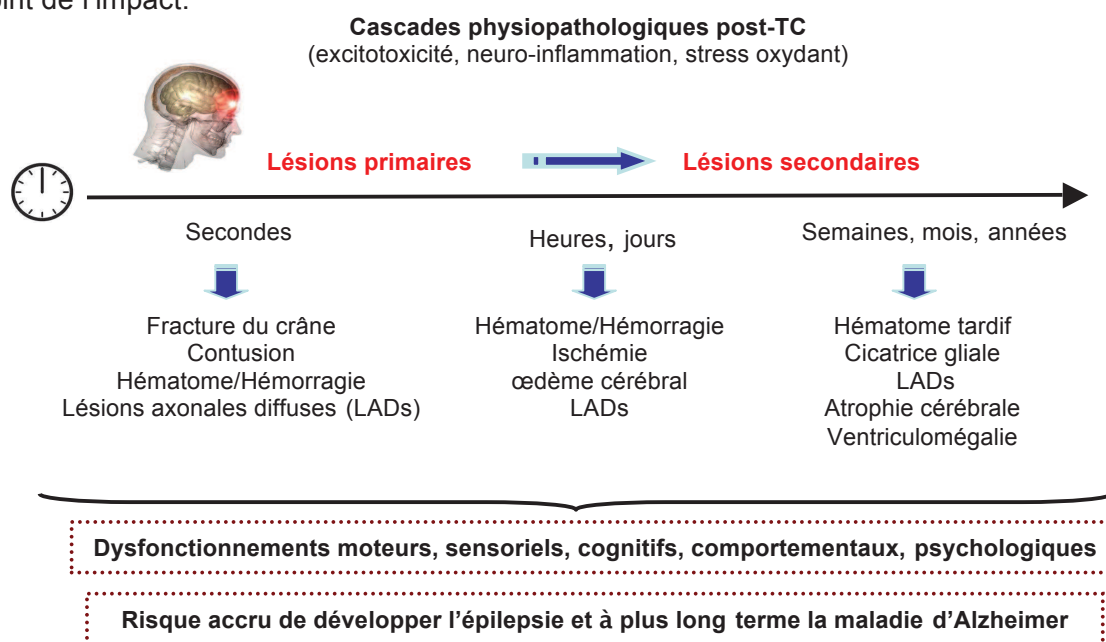 de l'impact.
Cascades physiopathologiques post-TC
(excitotoxicité, neuro-inflammation, stress oxydant)
Lésions primaires
Lésions secondaires
Secondes
Heures, jours
Semaines, mois, années
Fracture du crâne
Contusion
Hématome/Hémorragie
Lésions axonales diffuses (LADs)
Hématome/Hémorragie
Ischémie
œdème cérébral
LADs
Hématome tardif
Cicatrice gliale
LADs
Atrophie cérébrale
Ventriculomégalie
Dysfonctionnements moteurs, sensoriels, cognitifs, comportementaux, psychologiques
Risque accru de développer l'épilepsie et à plus long terme la maladie d'Alzheimer